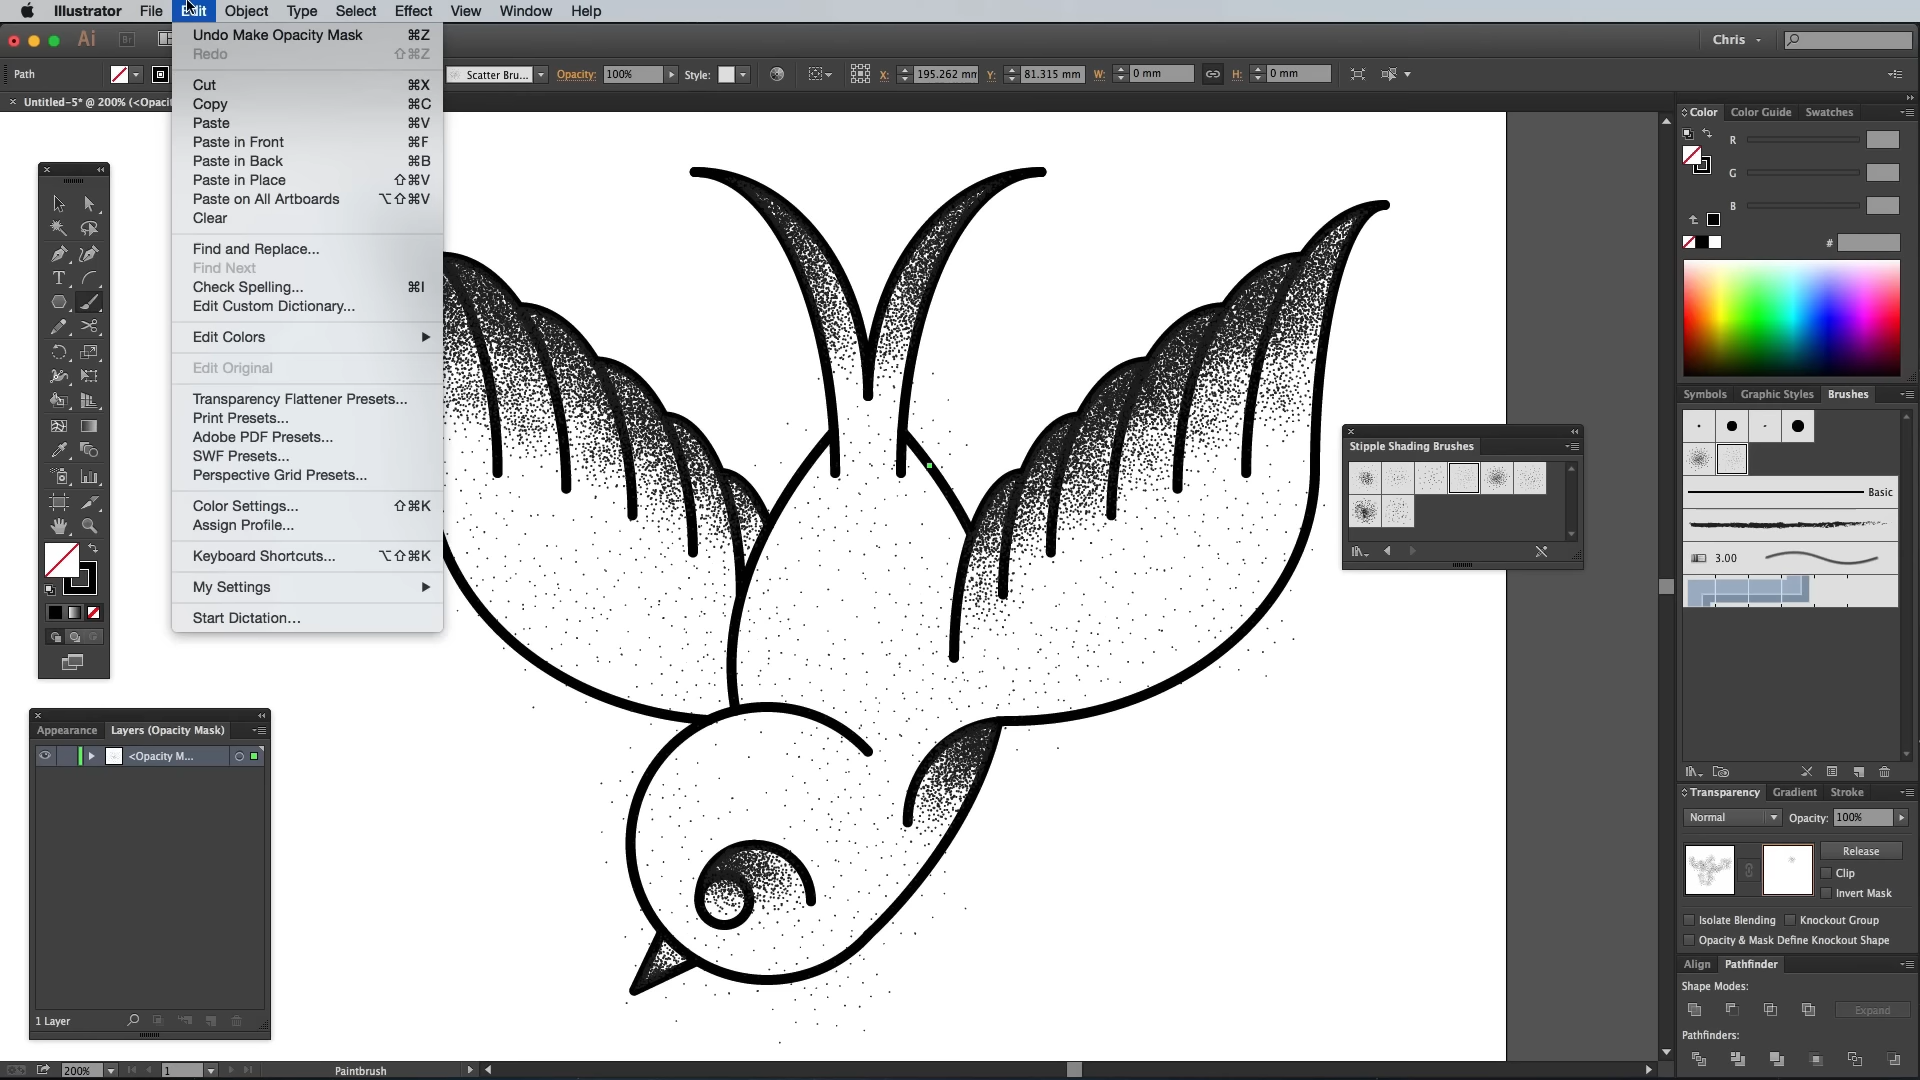 Illustrator File Edit Object Type Select Effect View Window Help
Ai Br Chris
Path Scatter Bru... Opacity: 100% Style: X: 195.262 mm Y: 81.315 mm W: 0 mm H: 0 mm
Untitled-5* @ 200% (<Opacit
Undo Make Opacity Mask ⌘Z
Redo ⇧⌘Z
Cut ⌘X
Copy ⌘C
Paste ⌘V
Paste in Front ⌘F
Paste in Back ⌘B
Paste in Place ⇧⌘V
Paste on All Artboards ⌥⇧⌘V
Clear
Find and Replace...
Find Next
Check Spelling... ⌘I
Edit Custom Dictionary...
Edit Colors
Edit Original
Transparency Flattener Presets...
Print Presets...
Adobe PDF Presets...
SWF Presets...
Perspective Grid Presets...
Color Settings... ⇧⌘K
Assign Profile...
Keyboard Shortcuts... ⌥⇧⌘K
My Settings
Start Dictation...
Appearance Layers (Opacity Mask)
<Opacity M...
1 Layer
Stipple Shading Brushes
Color Color Guide Swatches
R
G
B
#
Symbols Graphic Styles Brushes
Basic
3.00
Transparency Gradient Stroke
Normal Opacity: 100%
Release
Clip
Invert Mask
Isolate Blending Knockout Group
Opacity & Mask Define Knockout Shape
Align Pathfinder
Shape Modes:
Expand
Pathfinders:
200% 1 Paintbrush